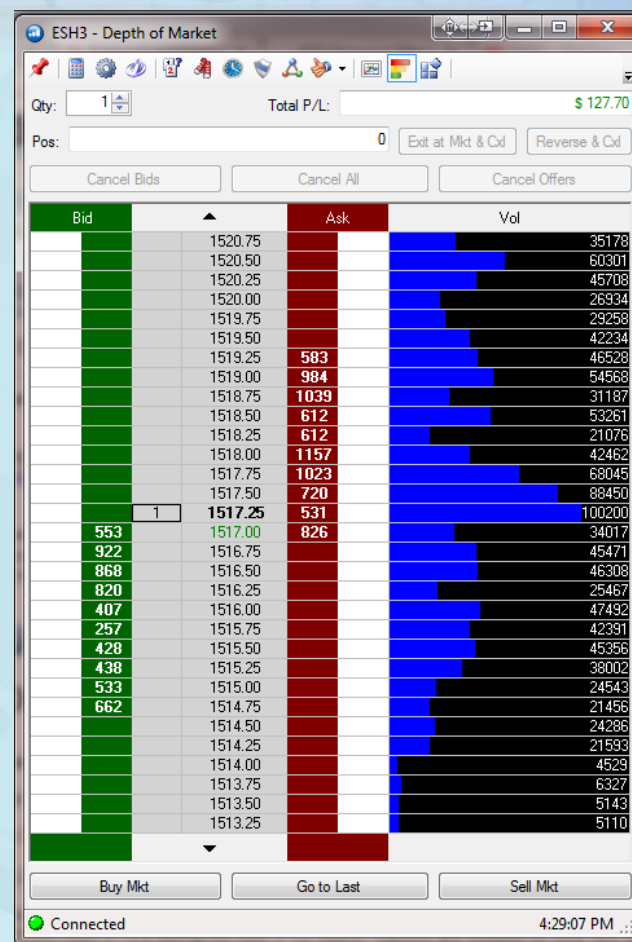 ESH3 - Depth of Market
Qty: 1 Total P/L: $ 127.70
Pos: 0 Exit at Mkt & Cxl Reverse & Cxl
Cancel Bids Cancel All Cancel Offers
Bid Ask Vol
1520.75 35178
1520.50 60301
1520.25 45708
1520.00 26934
1519.75 29258
1519.50 42234
1519.25 583 46528
1519.00 984 54568
1518.75 1039 31187
1518.50 612 53261
1518.25 612 21076
1518.00 1157 42462
1517.75 1023 68045
1517.50 720 88450
1 1517.25 531 100200
553 1517.00 826 34017
922 1516.75 45471
868 1516.50 46308
820 1516.25 25467
407 1516.00 47492
257 1515.75 42391
428 1515.50 45356
438 1515.25 38002
533 1515.00 24543
662 1514.75 21456
1514.50 24286
1514.25 21593
1514.00 4529
1513.75 6327
1513.50 5143
1513.25 5110
Buy Mkt Go to Last Sell Mkt
Connected 4:29:07 PM